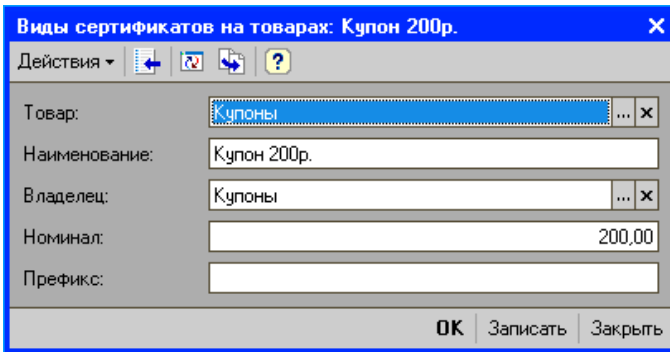 Виды сертификатов на товарах: Купон 200р.
Действия
Товар: Купоны
Наименование: Купон 200р.
Владелец: Купоны
Номинал: 200,00
Префикс:
OK Записать Закрыть